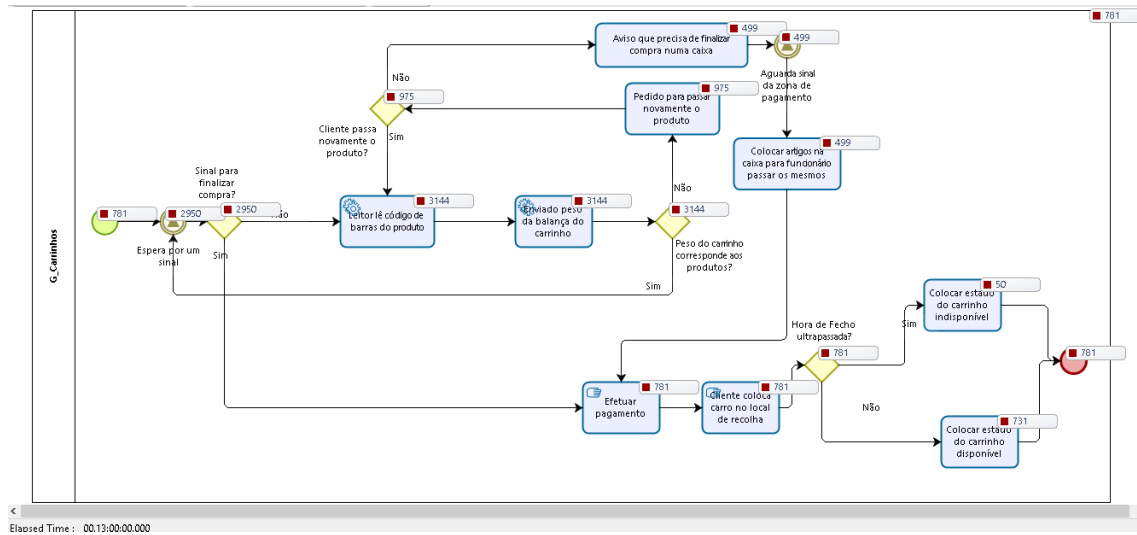 781
499
Aviso que precisa de finalizar
compra numa caixa
499
Aguarda sinal
da zona de
pagamento
Não
975
Cliente passa
novamente o
produto?
Sim
975
Pedido para passar
novamente o
produto
499
Colocar artigos na
caixa para fundonário
passar os mesmos
G_Carrinhos
Sinal para
finalizar
compra?
781
2950
2950
Não
Espera por um
sinal
Sim
3144
Leitor lê código de
barras do produto
3144
Enviado peso
da balança do
carrinho
Não
3144
Peso do carrinho
corresponde aos
produtos?
Sim
50
Colocar estado
do carrinho
indisponível
Hora de Fecho
ultrapassada?
Sim
781
781
781
Efetuar
pagamento
781
Cliente coloca
carro no local
de recolha
Não
731
Colocar estado
do carrinho
disponível
Elapsed Time : 00.13:00:00.000